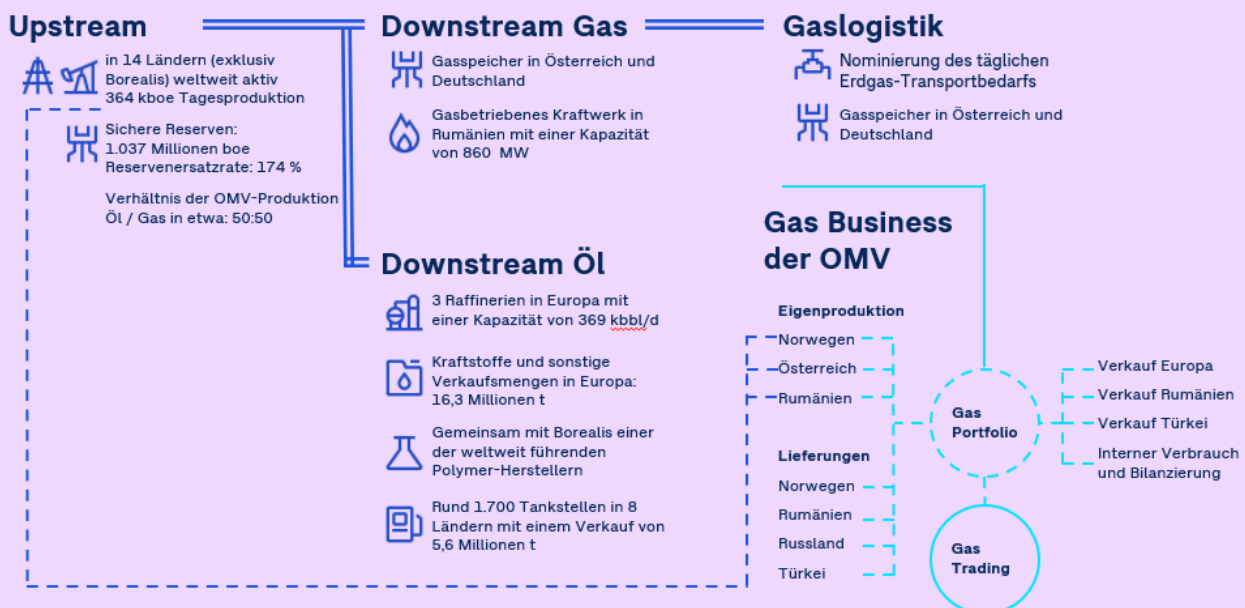 Upstream
in 14 Ländern (exklusiv
Borealis) weltweit aktiv
364 kboe Tagesproduktion
Sichere Reserven:
1.037 Millionen boe
Reservenersatzrate: 174 %
Verhältnis der OMV-Produktion
Öl / Gas in etwa: 50:50
Downstream Gas
Gasspeicher in Österreich und
Deutschland
Gasbetriebenes Kraftwerk in
Rumänien mit einer Kapazität
von 860 MW
Downstream Öl
3 Raffinerien in Europa mit
einer Kapazität von 369 kbbl/d
Kraftstoffe und sonstige
Verkaufsmengen in Europa:
16,3 Millionen t
Gemeinsam mit Borealis einer
der weltweit führenden
Polymer-Herstellern
Rund 1.700 Tankstellen in 8
Ländern mit einem Verkauf von
5,6 Millionen t
Gaslogistik
Nominierung des täglichen
Erdgas-Transportbedarfs
Gasspeicher in Österreich und
Deutschland
Gas Business
der OMV
Eigenproduktion
Norwegen
Österreich
Rumänien
Lieferungen
Norwegen
Rumänien
Russland
Türkei
Gas
Portfolio
Gas
Trading
Verkauf Europa
Verkauf Rumänien
Verkauf Türkei
Interner Verbrauch
und Bilanzierung